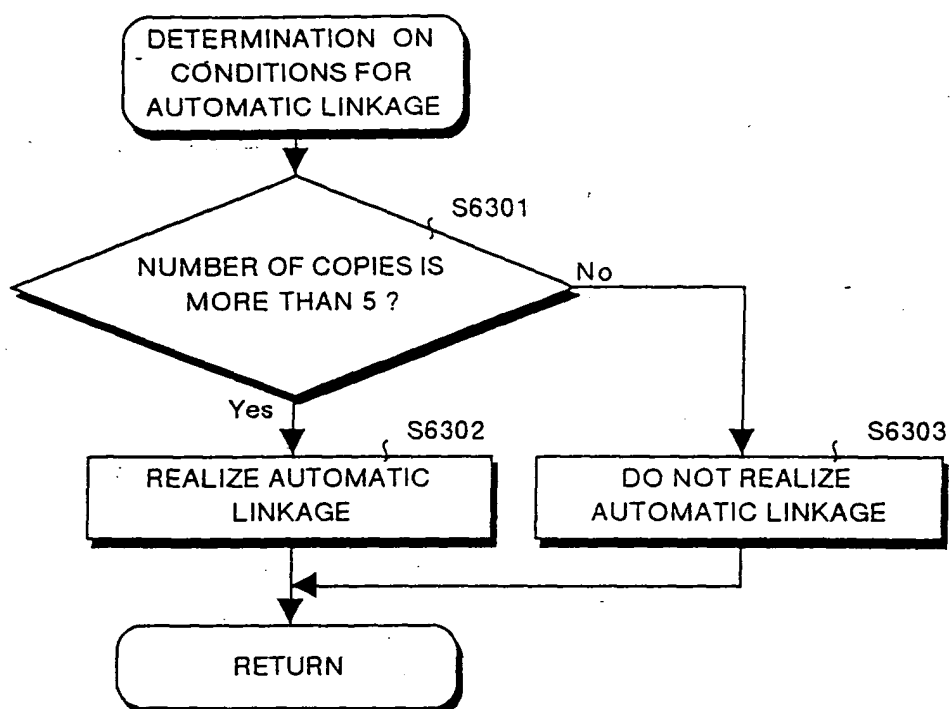 DETERMINATION ON
CONDITIONS FOR
AUTOMATIC LINKAGE
S6301
NUMBER OF COPIES IS
MORE THAN 5 ?
No
Yes
S6302
REALIZE AUTOMATIC
LINKAGE
S6303
DO NOT REALIZE
AUTOMATIC LINKAGE
RETURN